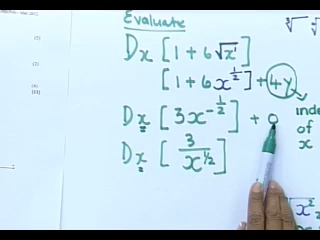 Evaluate
Dx [1 + 6√x¹]
[1 + 6x^(1/2)] + 4y
Dx [3x^(-1/2)] + 0
inde
of
x
Dx [3/x^(1/2)]